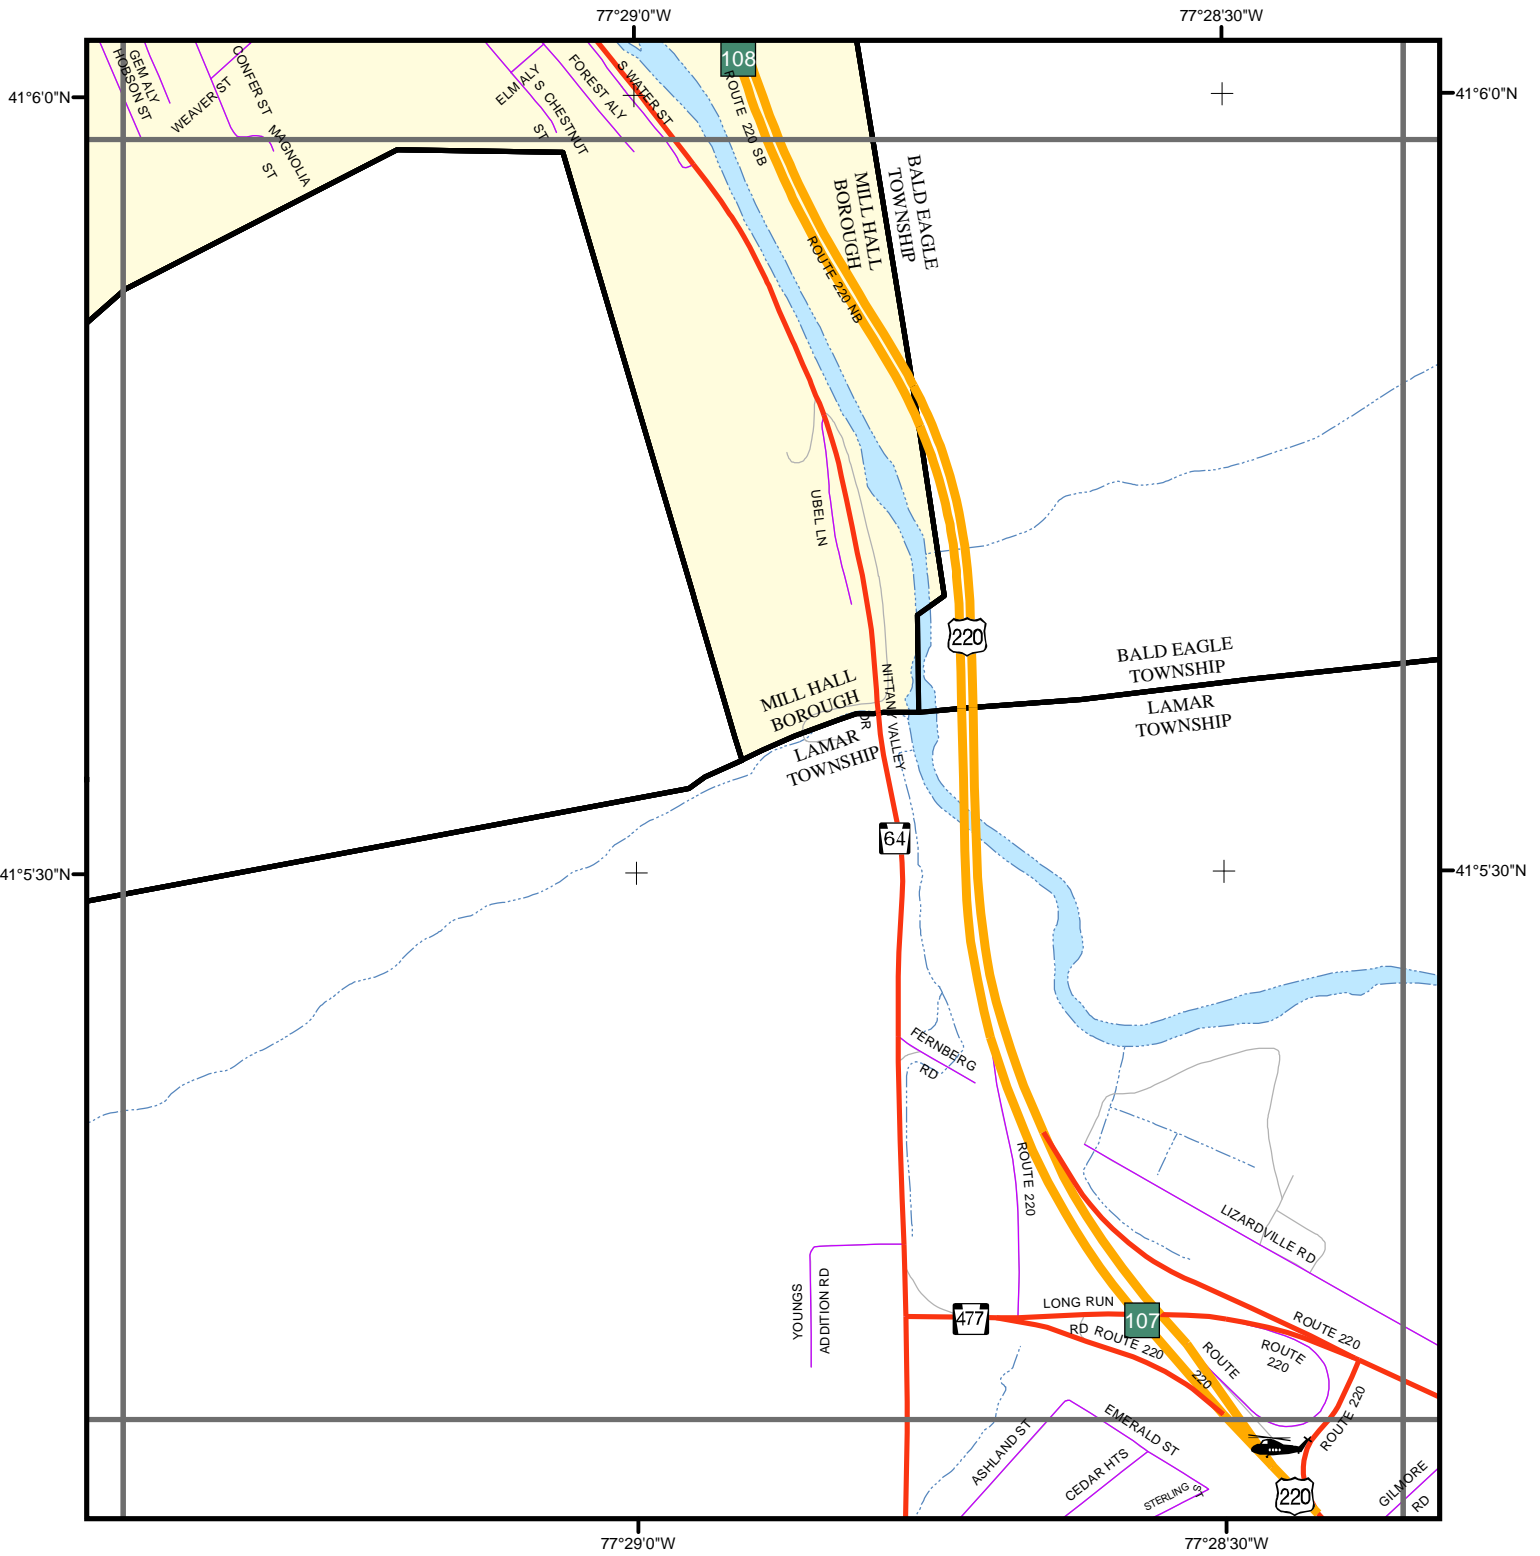 77°29'0"W
77°28'30"W
108
HOBSON ST
GEM ALY
WEAVER ST
CONFER ST
MAGNOLIA
ST
ELM ALY
S CHESTNUT
ST
FOREST ALY
S WATER ST
ROUTE 220 SB
41°6'0"N
41°6'0"N
BALD EAGLE
TOWNSHIP
MILL HALL
BOROUGH
ROUTE 220 NB
UBEL LN
220
BALD EAGLE
TOWNSHIP
LAMAR
TOWNSHIP
MILL HALL
BOROUGH
LAMAR
TOWNSHIP
NITTANY VALLEY
DR
64
41°5'30"N
41°5'30"N
FERNBERG
RD
ROUTE 220
LIZARDVILLE RD
YOUNGS
ADDITION RD
477
LONG RUN
RD
107
ROUTE 220
ROUTE
220
ROUTE
220
ROUTE 220
ROUTE 220
ASHLAND ST
EMERALD ST
CEDAR HTS
STERLING
ST
220
GILMORE
RD
77°29'0"W
77°28'30"W